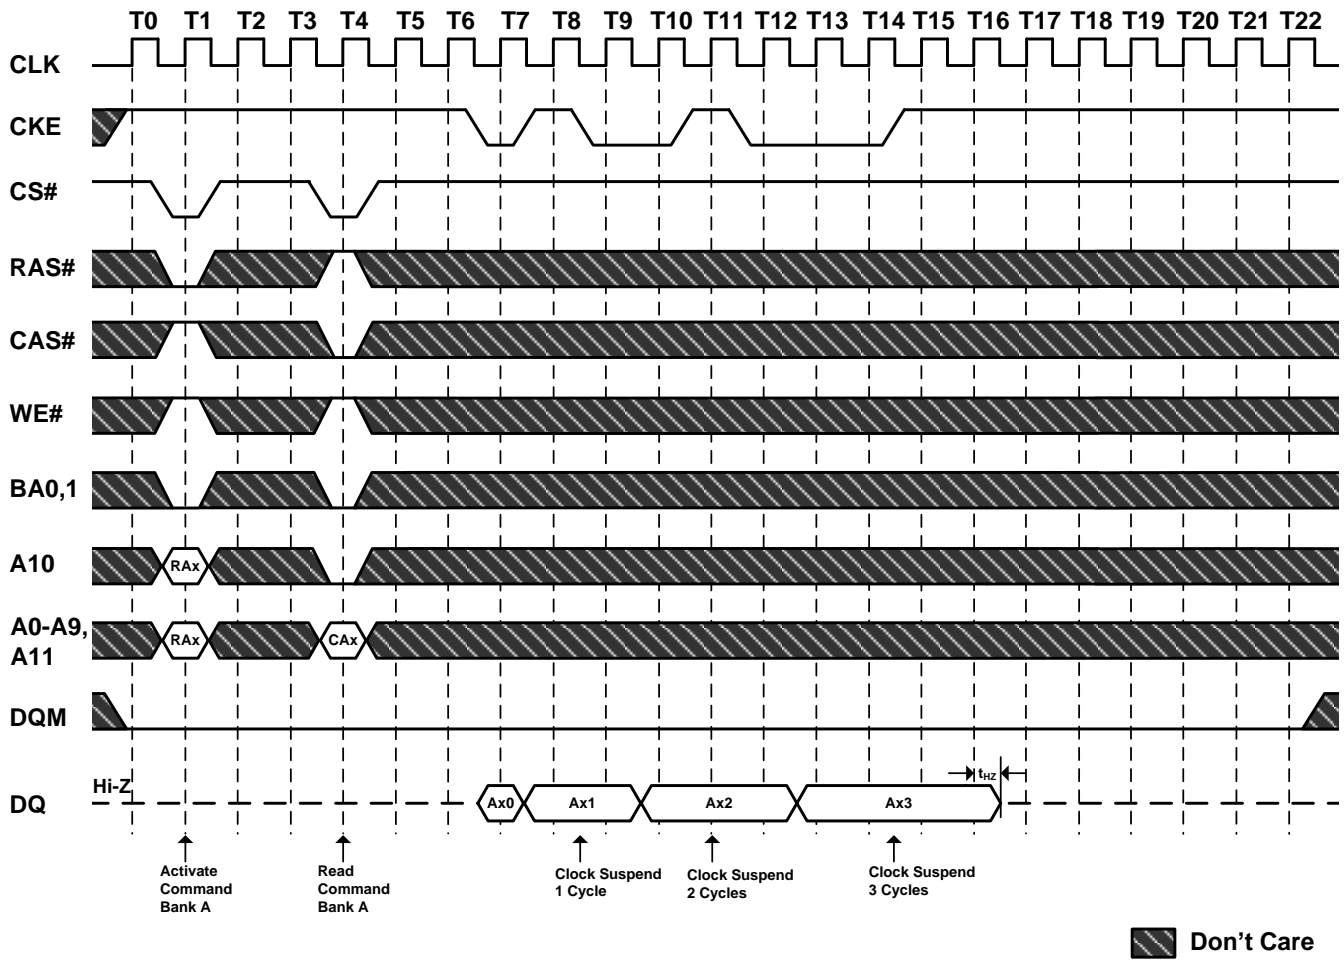 T0 T1 T2 T3 T4 T5 T6 T7 T8 T9 T10 T11 T12 T13 T14 T15 T16 T17 T18 T19 T20 T21 T22
CLK
CKE
CS#
RAS#
CAS#
WE#
BA0,1
A10 RAx
A0-A9,
A11
RAx CAx
DQM
tHZ
Hi-Z
DQ Ax0 Ax1 Ax2 Ax3
Activate
Command
Bank A
Read
Command
Bank A
Clock Suspend
1 Cycle
Clock Suspend
2 Cycles
Clock Suspend
3 Cycles
Don't Care